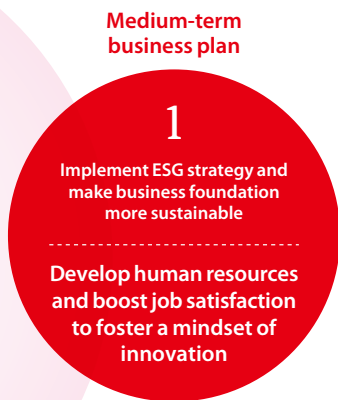 Medium-term
business plan
1
Implement ESG strategy and
make business foundation
more sustainable
Develop human resources
and boost job satisfaction
to foster a mindset of
innovation